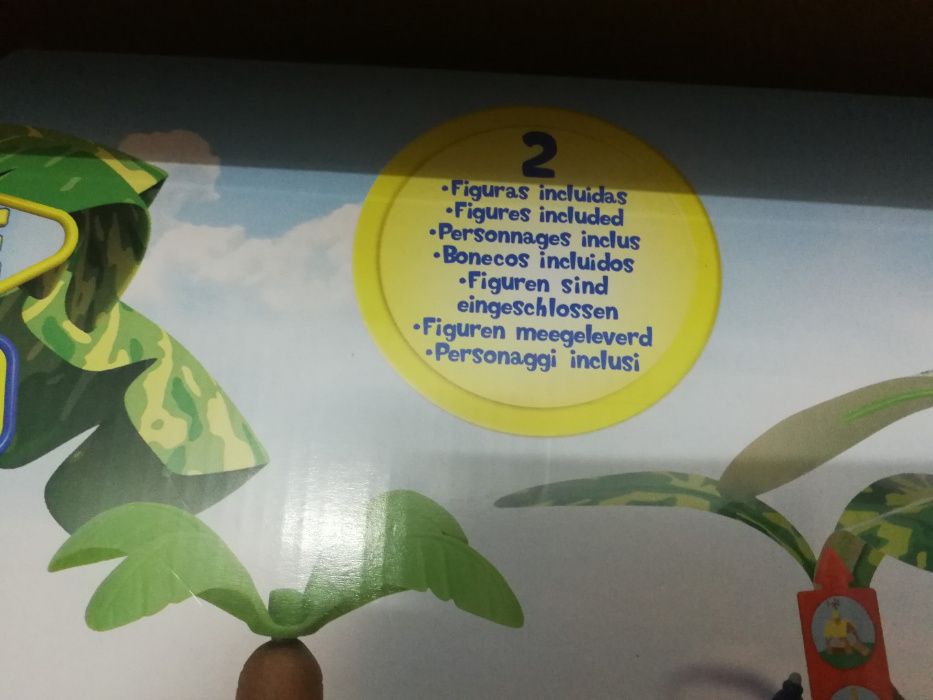 2
•Figuras incluidas
•Figures included
•Personnages inclus
•Bonecos incluidos
•Figuren sind
eingeschlossen
•Figuren meegeleverd
•Personaggi inclusi